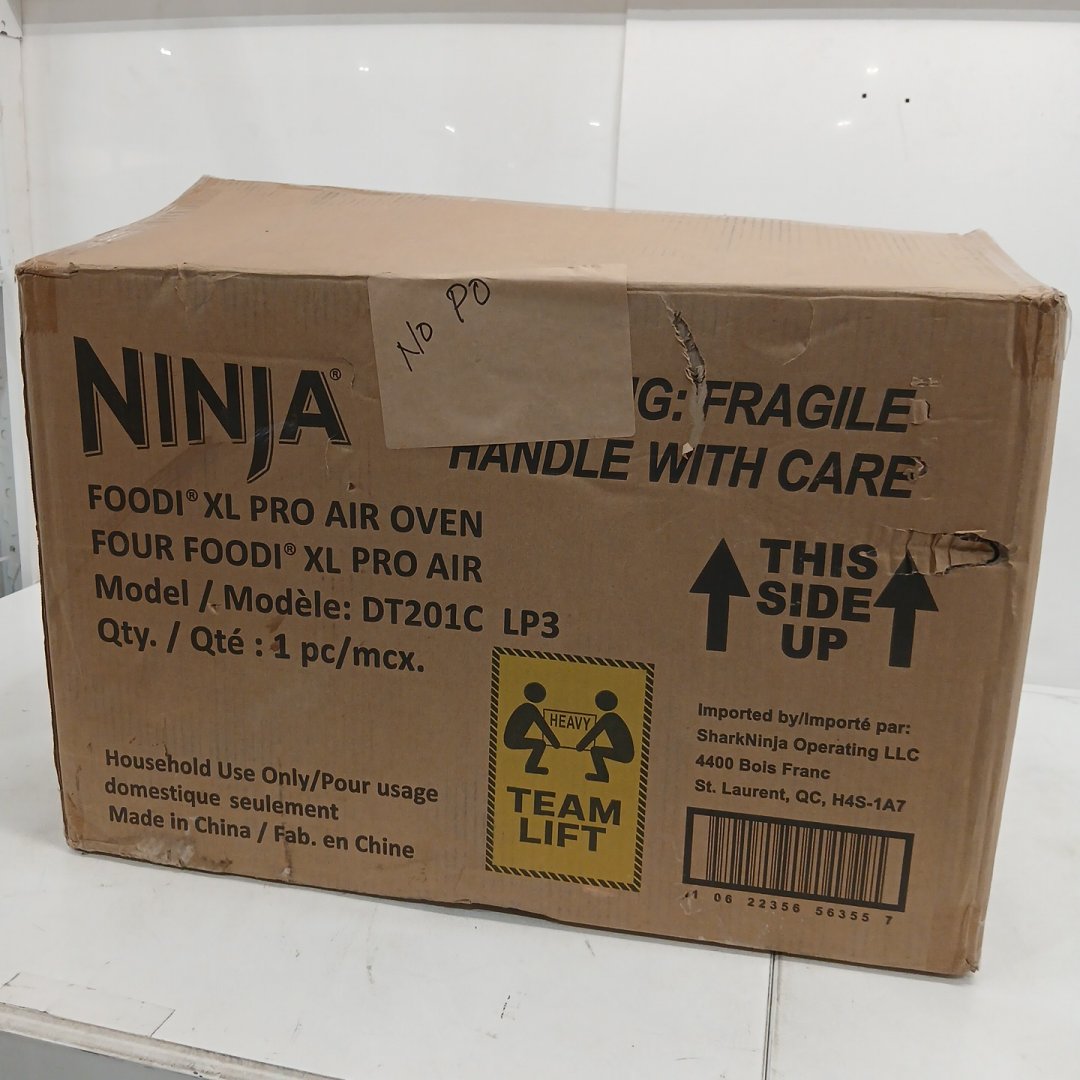 No PO
NINJA®
FOODI® XL PRO AIR OVEN
FOUR FOODI® XL PRO AIR
Model / Modèle: DT201C LP3
Qty. / Qté : 1 pc/mcx.
Household Use Only/Pour usage
domestique seulement
Made in China / Fab. en Chine
FRAGILE
HANDLE WITH CARE
THIS
SIDE
UP
HEAVY
TEAM
LIFT
Imported by/Importé par:
SharkNinja Operating LLC
4400 Bois Franc
St. Laurent, QC, H4S-1A7
1 06 22356 56355 7